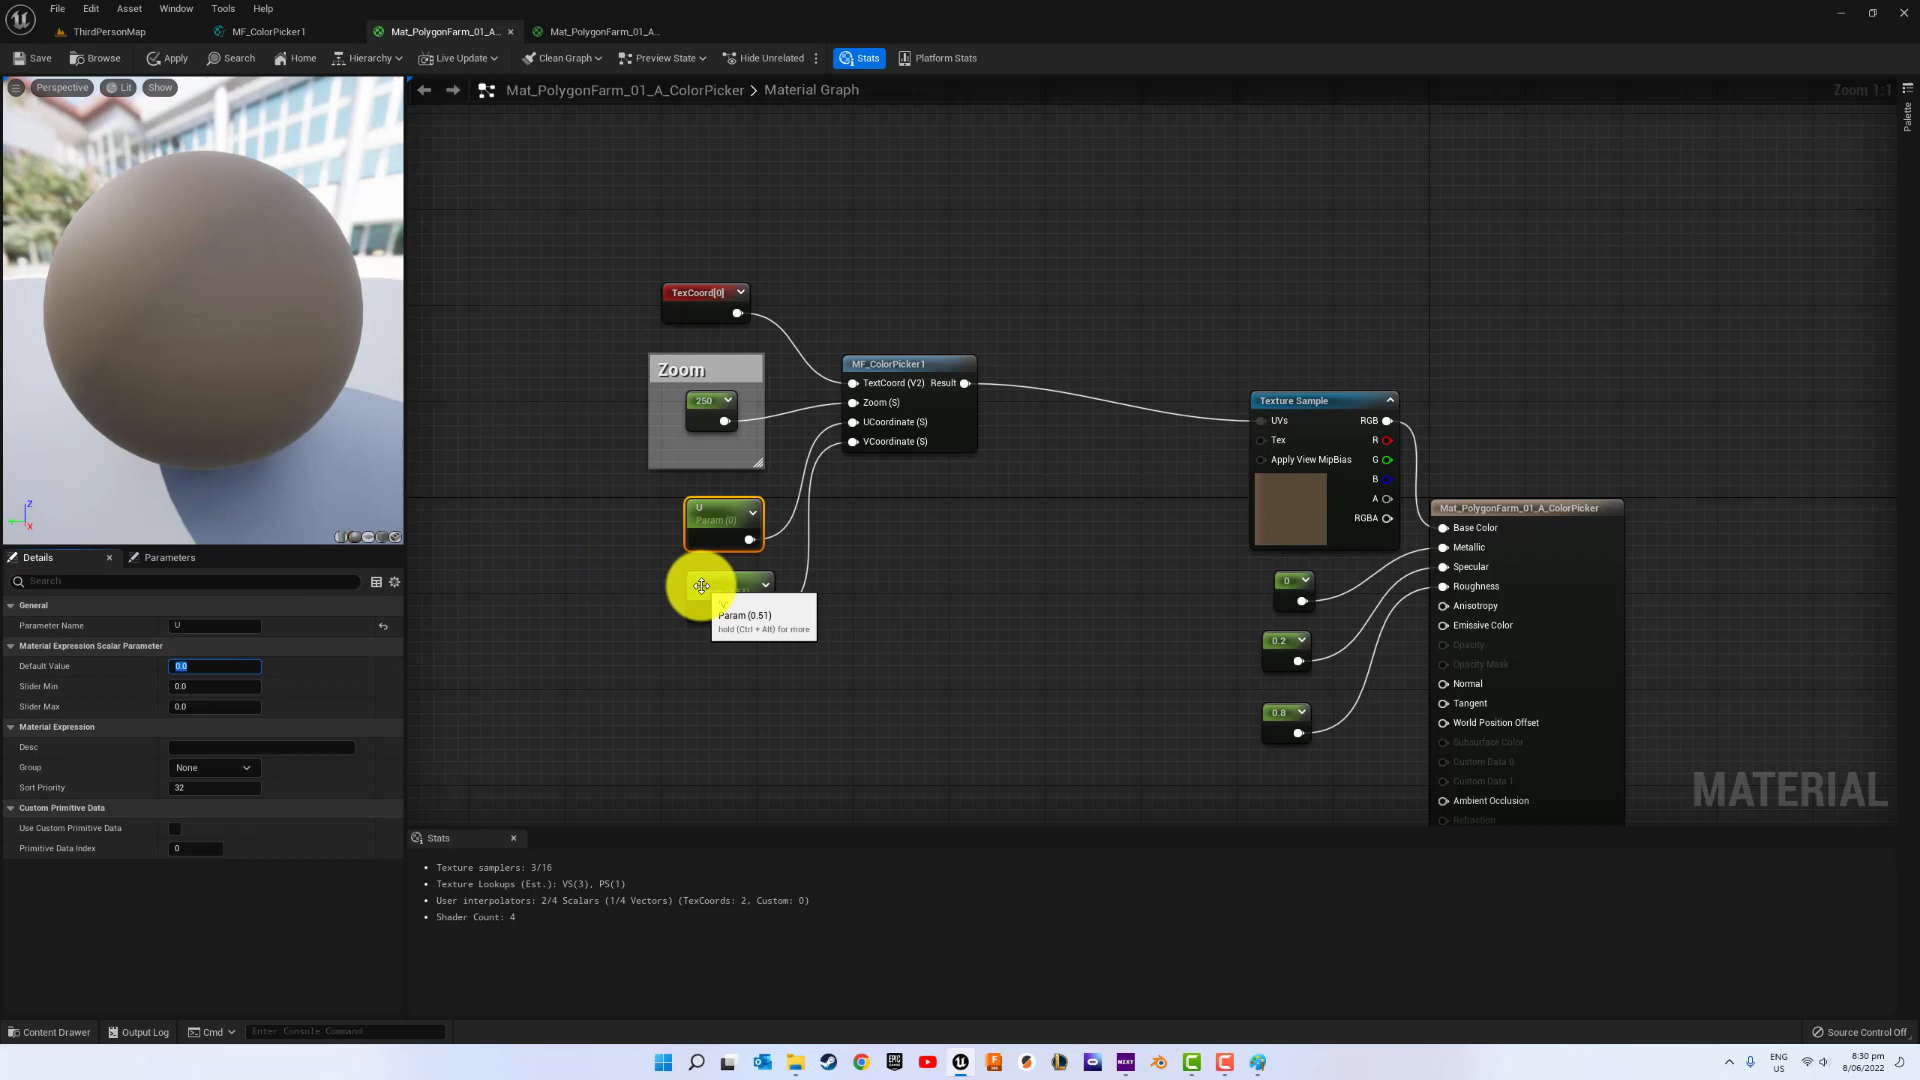 File Edit Asset Window Tools Help
ThirdPersonMap MF_ColorPicker1 Mat_PolygonFarm_01_A... Mat_PolygonFarm_01_A...
Save Browse Apply Search Home Hierarchy Live Update Clean Graph Preview State Hide Unrelated Stats Platform Stats
Perspective Lit Show
Mat_PolygonFarm_01_A_ColorPicker > Material Graph
Zoom 1:1
Palette
TexCoord[0]
Zoom
250
MF_ColorPicker1
TextCoord (V2) Result
Zoom (S)
UCoordinate (S)
VCoordinate (S)
U
Param (0)
Param (0.51)
hold (Ctrl + Alt) for more
Texture Sample
UVs RGB
Tex R
Apply View MipBias G
B
A
RGBA
0
0.2
0.8
Mat_PolygonFarm_01_A_ColorPicker
Base Color
Metallic
Specular
Roughness
Anisotropy
Emissive Color
Opacity
Opacity Mask
Normal
Tangent
World Position Offset
Subsurface Color
Custom Data 0
Custom Data 1
Ambient Occlusion
Refraction
MATERIAL
Z
X
Details Parameters
Search
General
Parameter Name U
Material Expression Scalar Parameter
Default Value 0.0
Slider Min 0.0
Slider Max 0.0
Material Expression
Desc
Group None
Sort Priority 32
Custom Primitive Data
Use Custom Primitive Data
Primitive Data Index 0
Stats
Texture samplers: 3/16
Texture Lookups (Est.): VS(3), PS(1)
User interpolators: 2/4 Scalars (1/4 Vectors) (TexCoords: 2, Custom: 0)
Shader Count: 4
Content Drawer Output Log Cmd Enter Console Command Source Control Off
ENG
US
8:30 pm
8/06/2022